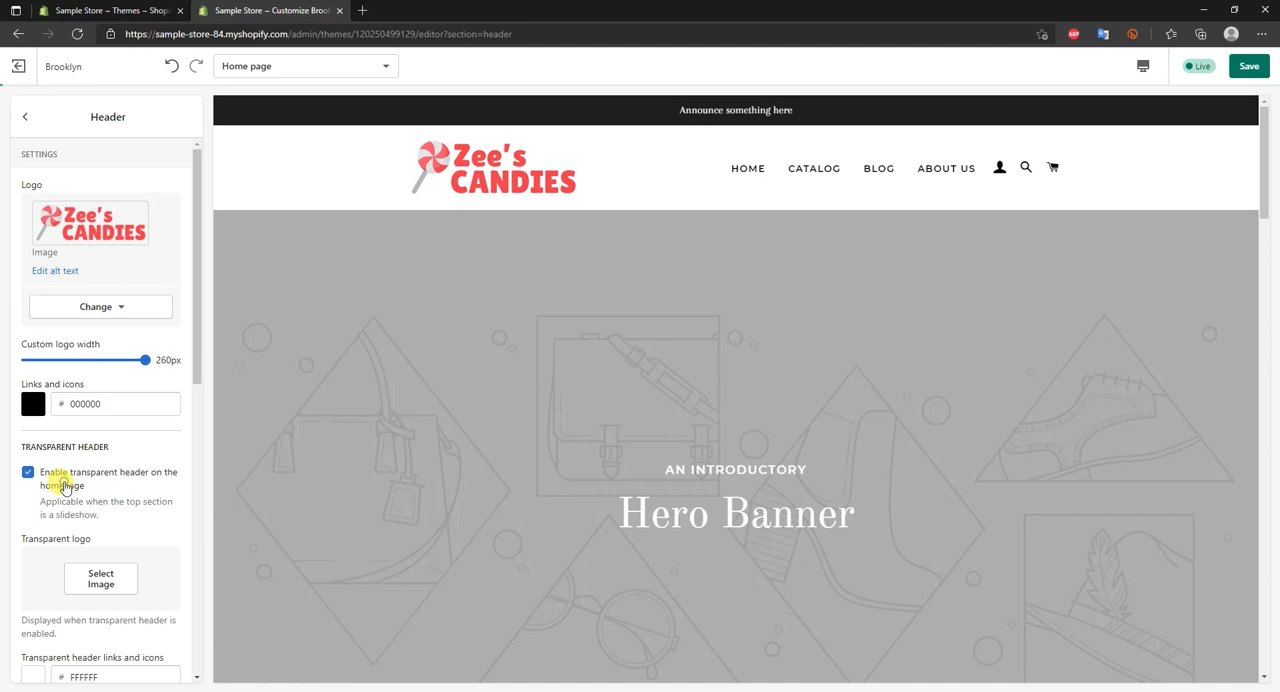 Sample Store ~ Themes ~ Shopi
Sample Store ~ Customize Brook
https://sample-store-84.myshopify.com/admin/themes/120250499129/editor?section=header
ABP
Brooklyn
Home page
Live
Save
Header
SETTINGS
Logo
Zee's
CANDIES
Image
Edit alt text
Change
Custom logo width
260px
Links and icons
# 000000
TRANSPARENT HEADER
Enable transparent header on the
homepage
Applicable when the top section
is a slideshow.
Transparent logo
Select
Image
Displayed when transparent header is
enabled.
Transparent header links and icons
# FFFFFF
Announce something here
Zee's
CANDIES
HOME
CATALOG
BLOG
ABOUT US
AN INTRODUCTORY
Hero Banner